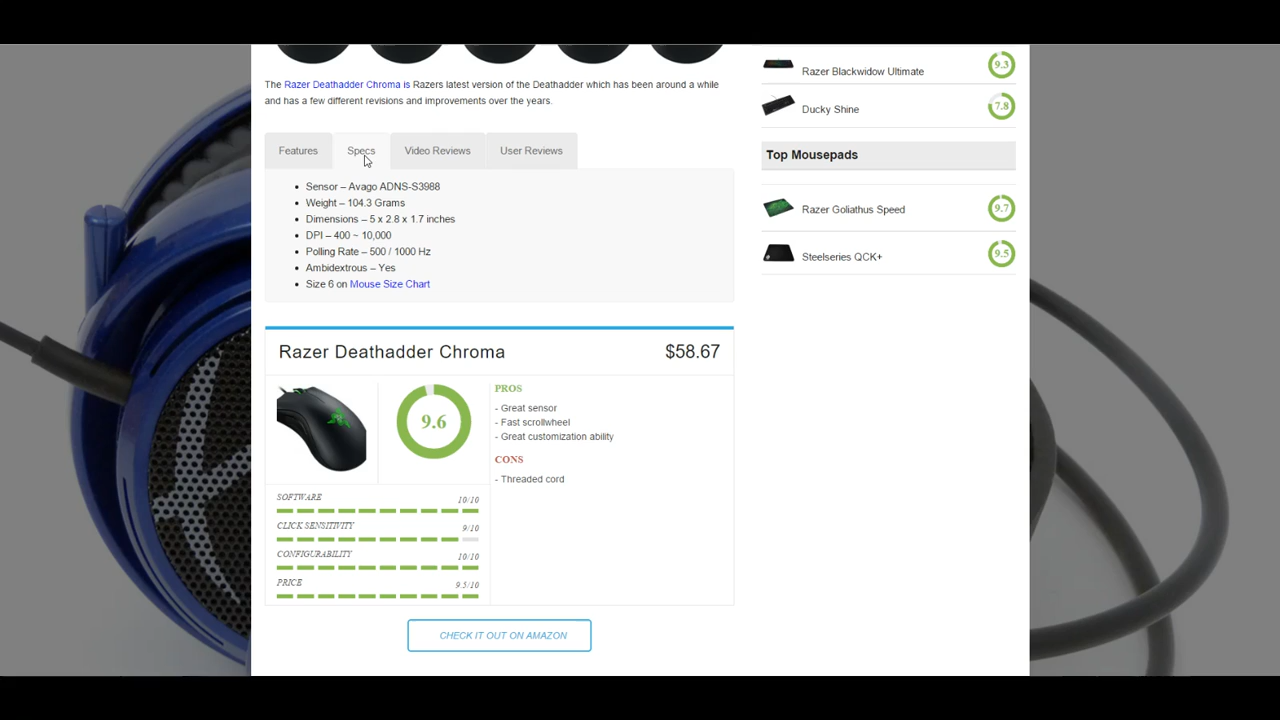 The Razer Deathadder Chroma is Razers latest version of the Deathadder which has been around a while
and has a few different revisions and improvements over the years.
Features
Specs
Video Reviews
User Reviews
Sensor – Avago ADNS-S3988
Weight – 104.3 Grams
Dimensions – 5 x 2.8 x 1.7 inches
DPI – 400 ~ 10,000
Polling Rate – 500 / 1000 Hz
Ambidextrous – Yes
Size 6 on Mouse Size Chart
Razer Deathadder Chroma $58.67
9.6
PROS
- Great sensor
- Fast scrollwheel
- Great customization ability
CONS
- Threaded cord
SOFTWARE 10/10
CLICK SENSITIVITY 9/10
CONFIGURABILITY 10/10
PRICE 9.5/10
CHECK IT OUT ON AMAZON
Razer Blackwidow Ultimate 9.3
Ducky Shine 7.8
Top Mousepads
Razer Goliathus Speed 9.7
Steelseries QCK+ 9.5